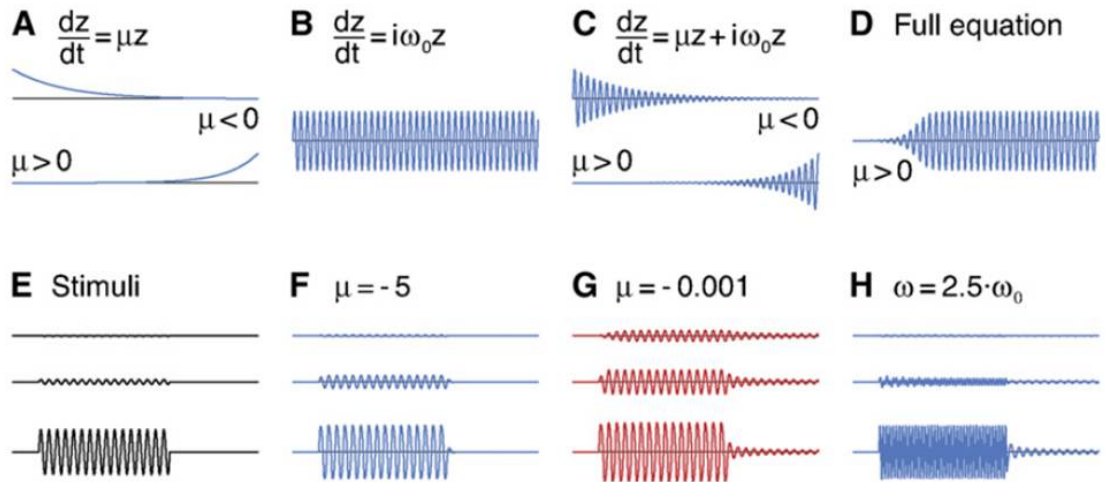 A dz/dt = μz
μ < 0
μ > 0
B dz/dt = iω₀z
C dz/dt = μz + iω₀z
μ < 0
μ > 0
D Full equation
μ > 0
E Stimuli
F μ = - 5
G μ = - 0.001
H ω = 2.5·ω₀